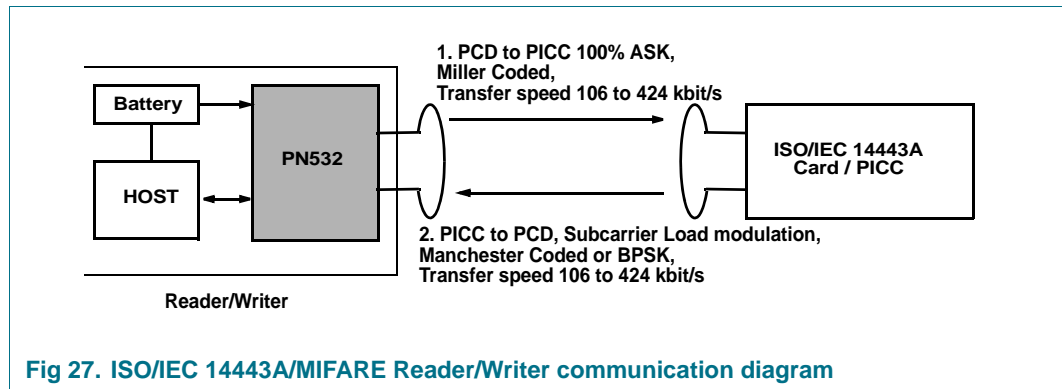 1. PCD to PICC 100% ASK,
Miller Coded,
Transfer speed 106 to 424 kbit/s
Battery
PN532
HOST
ISO/IEC 14443A
Card / PICC
2. PICC to PCD, Subcarrier Load modulation,
Manchester Coded or BPSK,
Transfer speed 106 to 424 kbit/s
Reader/Writer
Fig 27. ISO/IEC 14443A/MIFARE Reader/Writer communication diagram